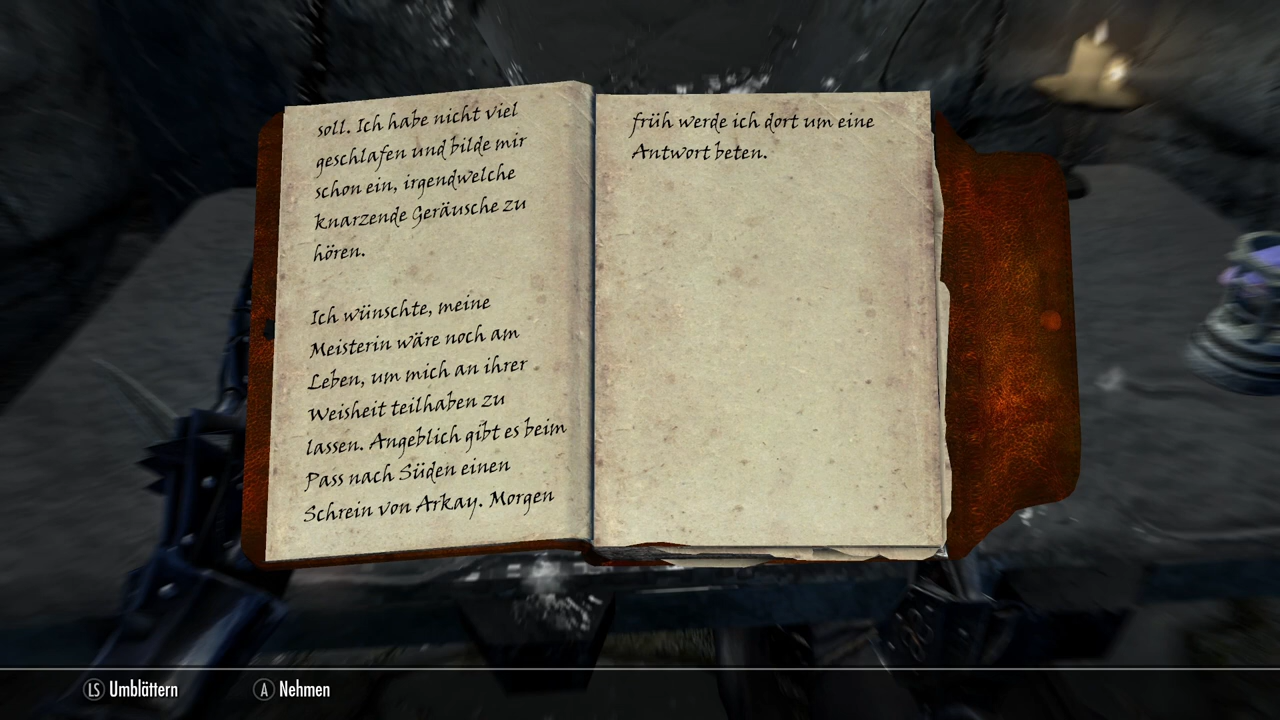 soll. Ich habe nicht viel
geschlafen und bilde mir
schon ein, irgendwelche
knarzende Geräusche zu
hören.
Ich wünschte, meine
Meisterin wäre noch am
Leben, um mich an ihrer
Weisheit teilhaben zu
lassen. Angeblich gibt es beim
Pass nach Süden einen
Schrein von Arkay. Morgen
früh werde ich dort um eine
Antwort beten.
LS Umblättern
A Nehmen